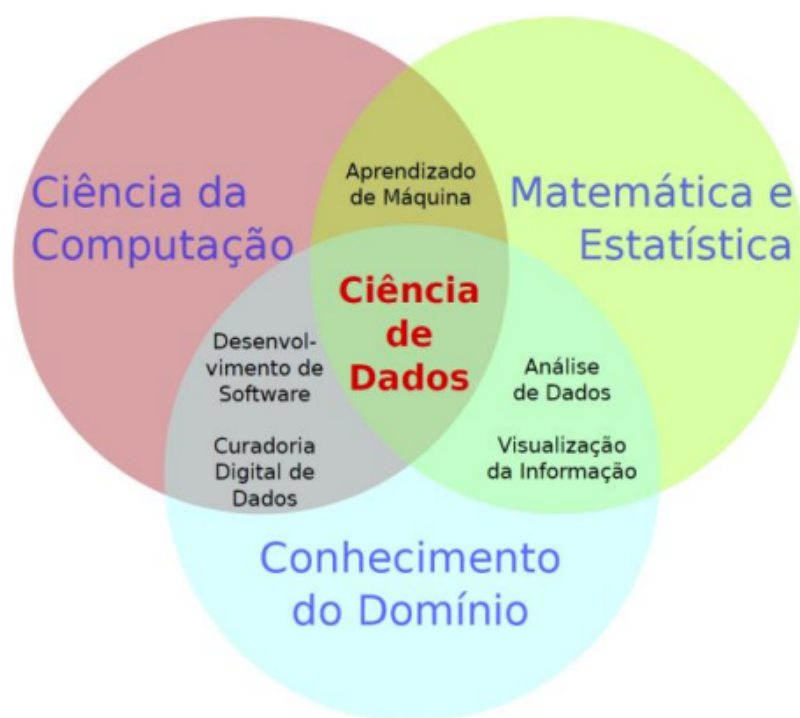 Aprendizado
de Máquina
Ciência da
Computação
Matemática e
Estatística
Ciência
de
Dados
Desenvol-
vimento de
Software
Curadoria
Digital de
Dados
Análise
de Dados
Visualização
da Informação
Conhecimento
do Domínio